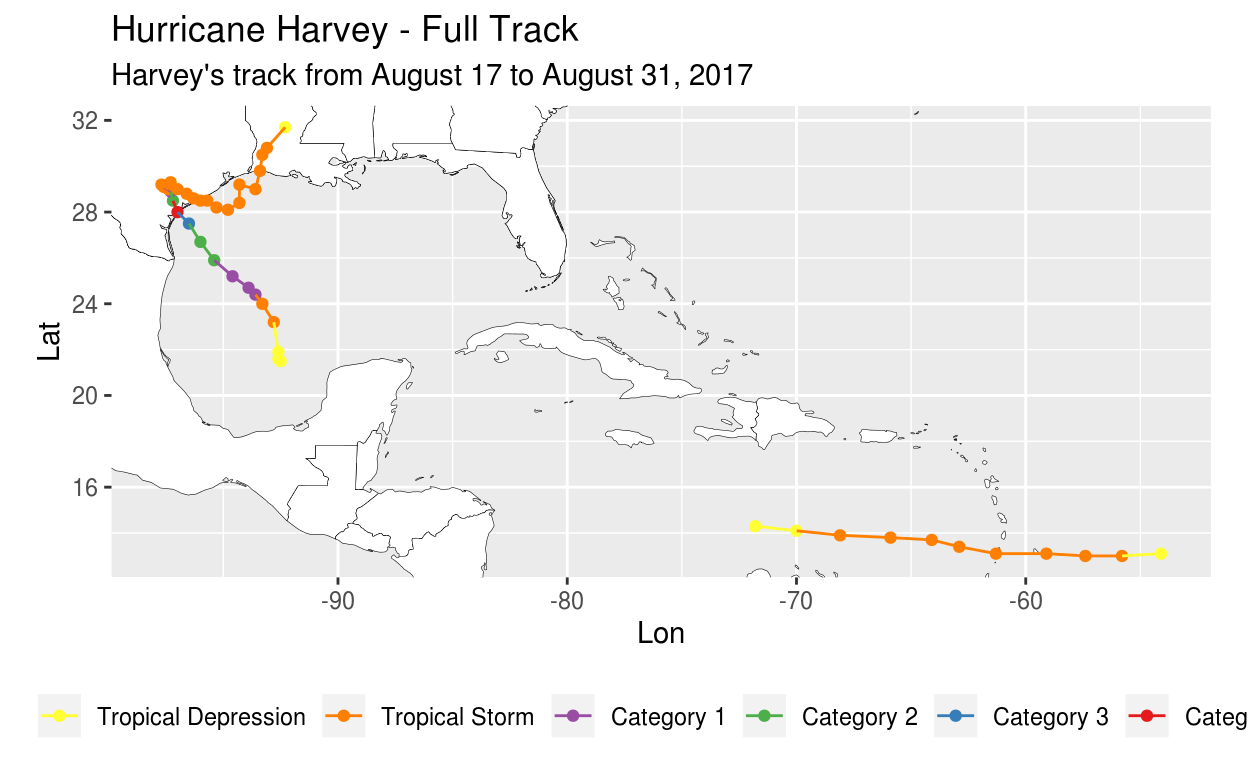 Hurricane Harvey - Full Track
Harvey's track from August 17 to August 31, 2017
32
28
24
20
16
Lat
-90 -80 -70 -60
Lon
Tropical Depression Tropical Storm Category 1 Category 2 Category 3 Categ